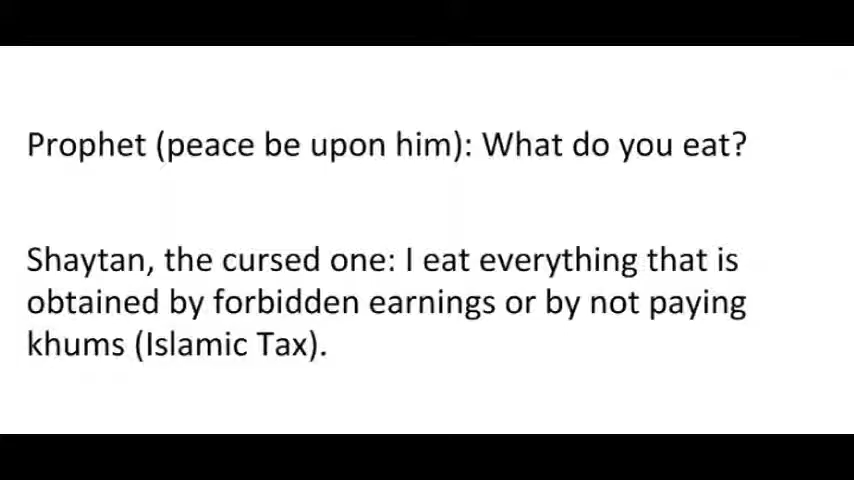 Prophet (peace be upon him): What do you eat?
Shaytan, the cursed one: I eat everything that is
obtained by forbidden earnings or by not paying
khums (Islamic Tax).